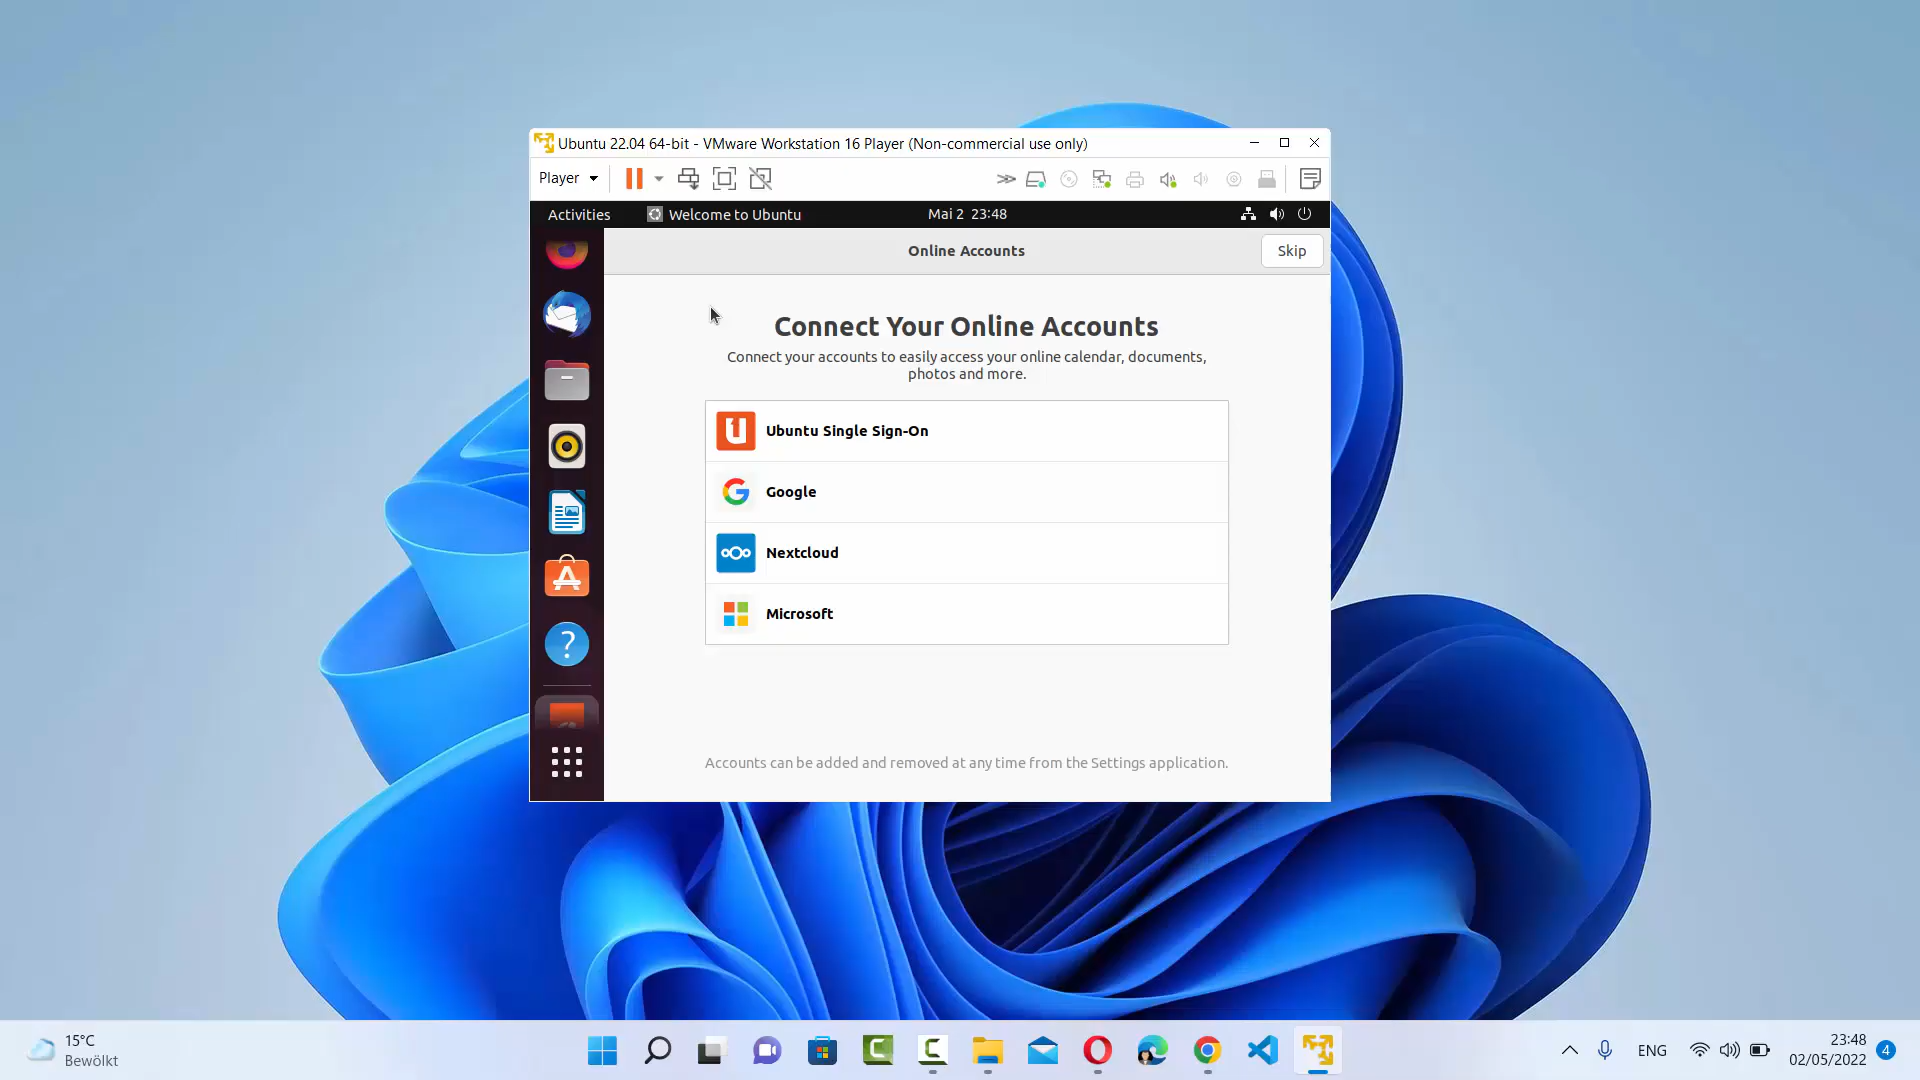 Ubuntu 22.04 64-bit - VMware Workstation 16 Player (Non-commercial use only)
Player
Activities
Welcome to Ubuntu
Mai 2 23:48
Online Accounts
Skip
Connect Your Online Accounts
Connect your accounts to easily access your online calendar, documents,
photos and more.
Ubuntu Single Sign-On
Google
Nextcloud
Microsoft
Accounts can be added and removed at any time from the Settings application.
15°C
Bewölkt
ENG
23:48
02/05/2022
4